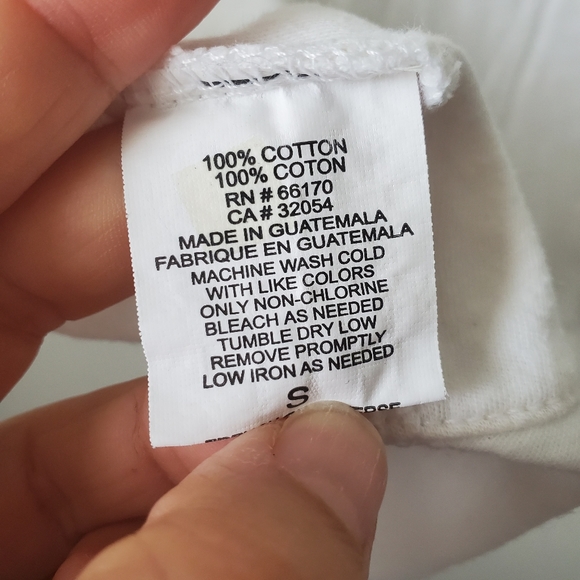 100% COTTON
100% COTON
RN # 66170
CA # 32054
MADE IN GUATEMALA
FABRIQUE EN GUATEMALA
MACHINE WASH COLD
WITH LIKE COLORS
ONLY NON-CHLORINE
BLEACH AS NEEDED
TUMBLE DRY LOW
REMOVE PROMPTLY
LOW IRON AS NEEDED
S